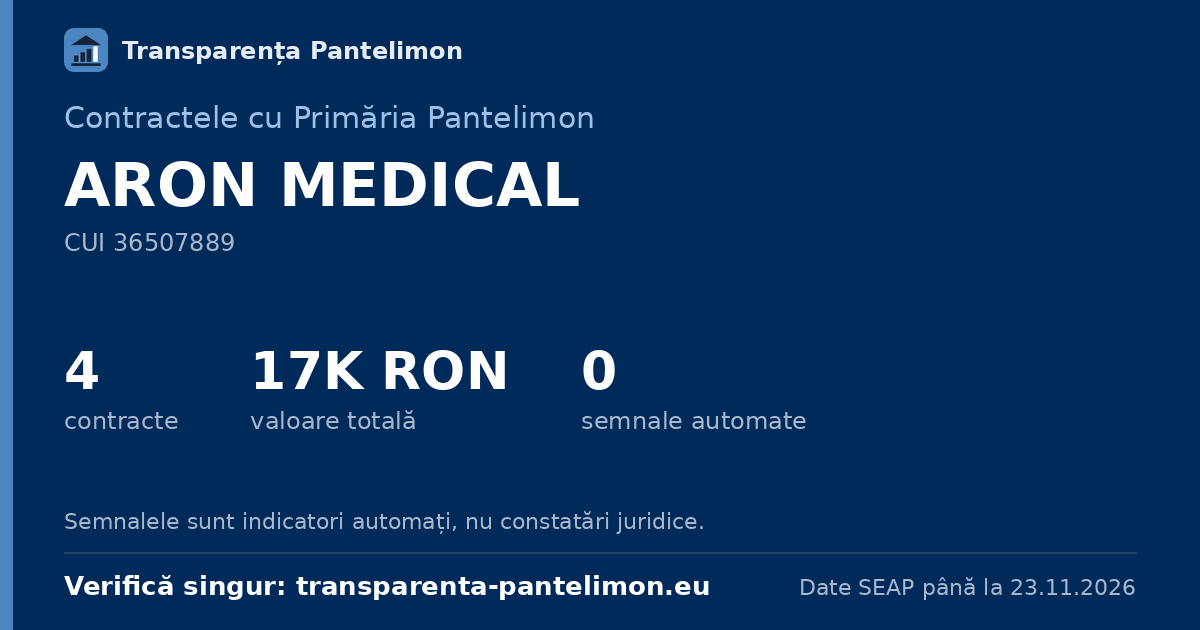 Transparența Pantelimon
Contractele cu Primăria Pantelimon
ARON MEDICAL
CUI 36507889
4 17K RON 0
contracte valoare totală semnale automate
Semnalele sunt indicatori automați, nu constatări juridice.
Verifică singur: transparenta-pantelimon.eu Date SEAP până la 23.11.2026